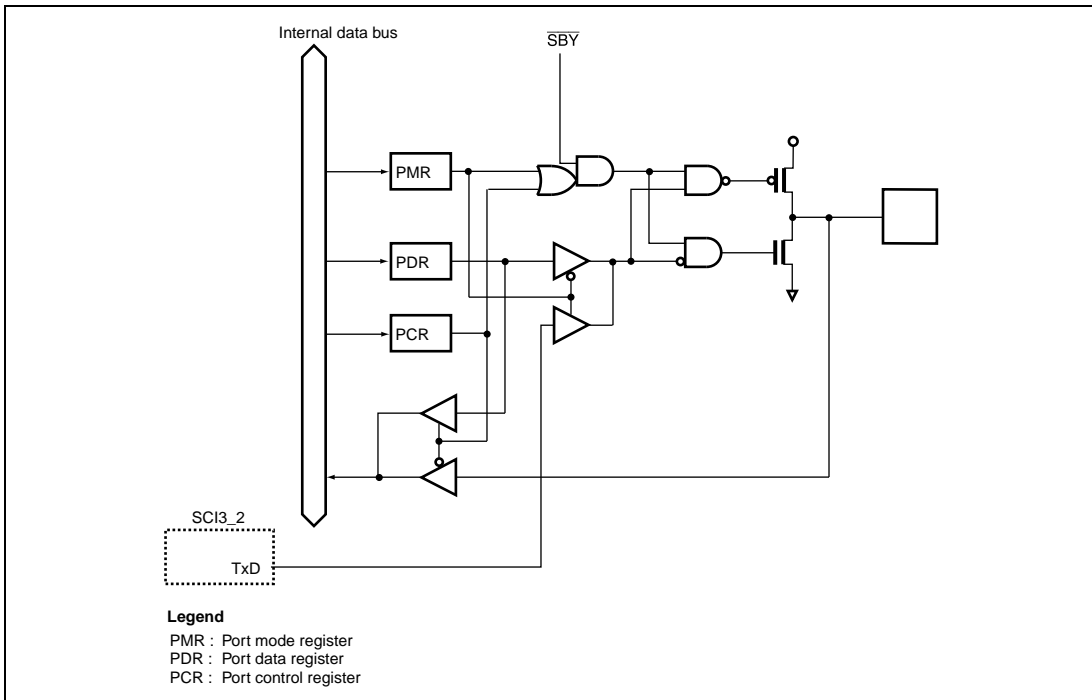 Internal data bus
SBY
PMR
PDR
PCR
SCI3_2
TxD
Legend
PMR : Port mode register
PDR : Port data register
PCR : Port control register